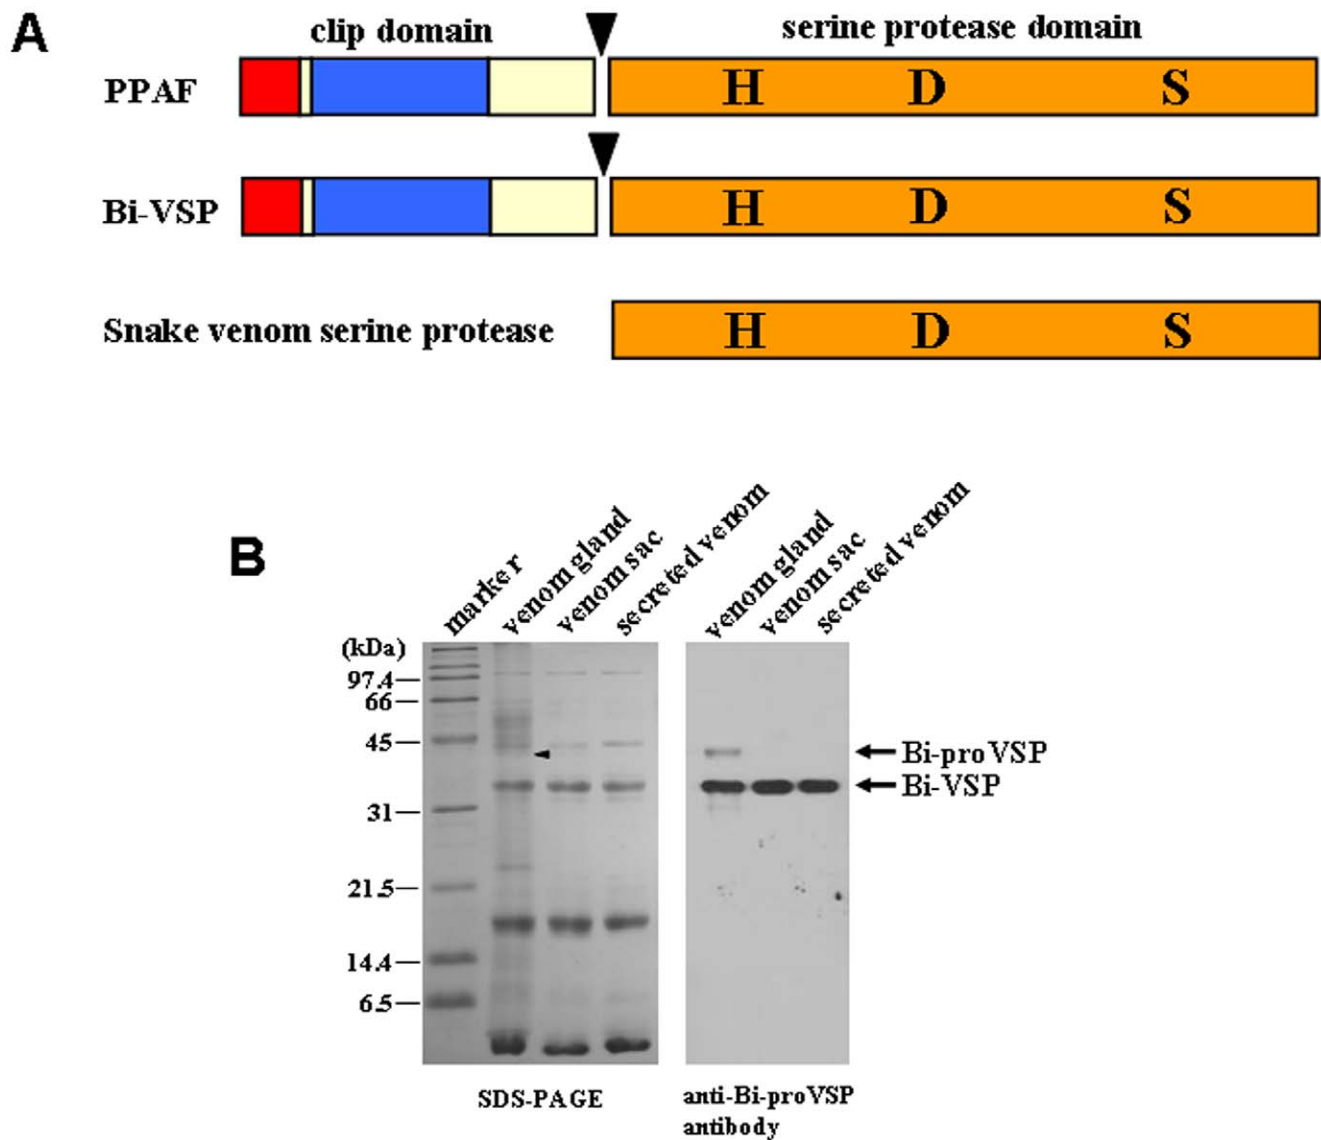 A
clip domain
serine protease domain
PPAF
H D S
Bi-VSP
H D S
Snake venom serine protease
H D S
B
marker
venom gland
venom sac
secreted venom
venom gland
venom sac
secreted venom
(kDa)
97.4
66
45
31
21.5
14.4
6.5
Bi-proVSP
Bi-VSP
SDS-PAGE
anti-Bi-proVSP
antibody